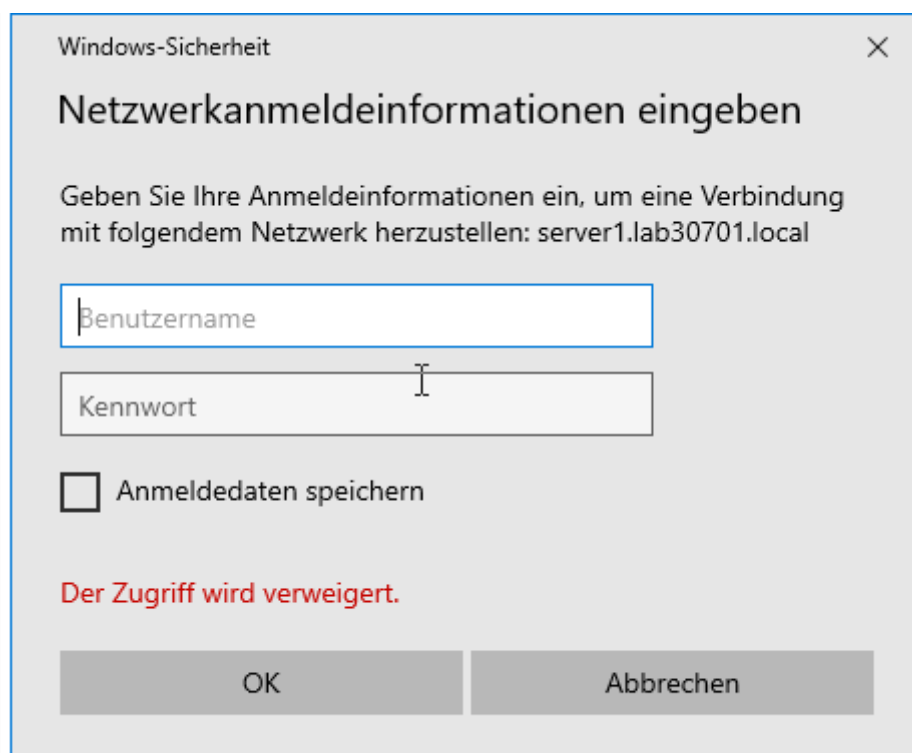 Windows-Sicherheit
Netzwerkanmeldeinformationen eingeben
Geben Sie Ihre Anmeldeinformationen ein, um eine Verbindung
mit folgendem Netzwerk herzustellen: server1.lab30701.local
Benutzername
Kennwort
Anmeldedaten speichern
Der Zugriff wird verweigert.
OK
Abbrechen